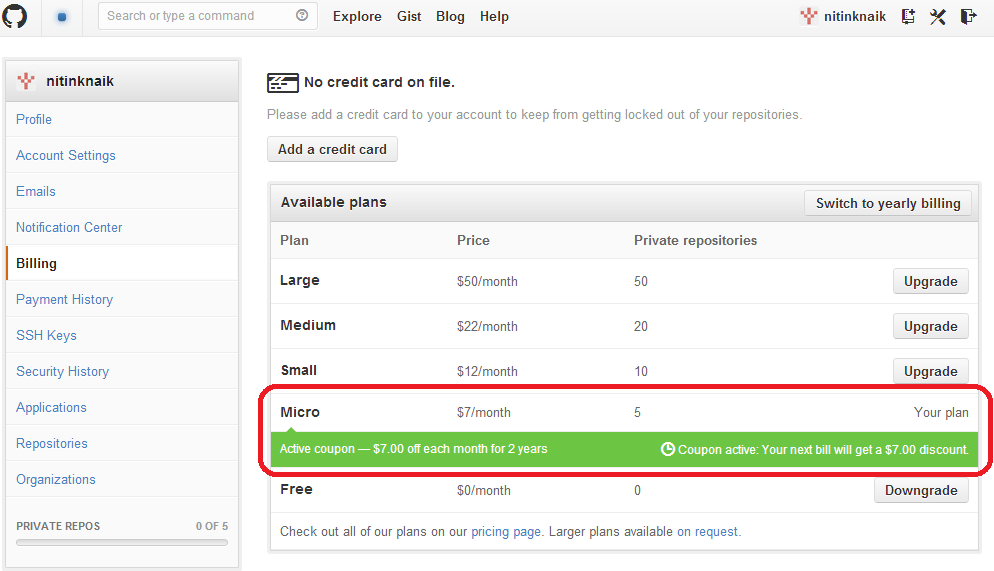 Search or type a command
Explore Gist Blog Help
nitinknaik
nitinknaik
Profile
Account Settings
Emails
Notification Center
Billing
Payment History
SSH Keys
Security History
Applications
Repositories
Organizations
PRIVATE REPOS 0 OF 5
No credit card on file.
Please add a credit card to your account to keep from getting locked out of your repositories.
Add a credit card
Available plans Switch to yearly billing
Plan Price Private repositories
Large $50/month 50 Upgrade
Medium $22/month 20 Upgrade
Small $12/month 10 Upgrade
Micro $7/month 5 Your plan
Active coupon — $7.00 off each month for 2 years Coupon active: Your next bill will get a $7.00 discount.
Free $0/month 0 Downgrade
Check out all of our plans on our pricing page. Larger plans available on request.